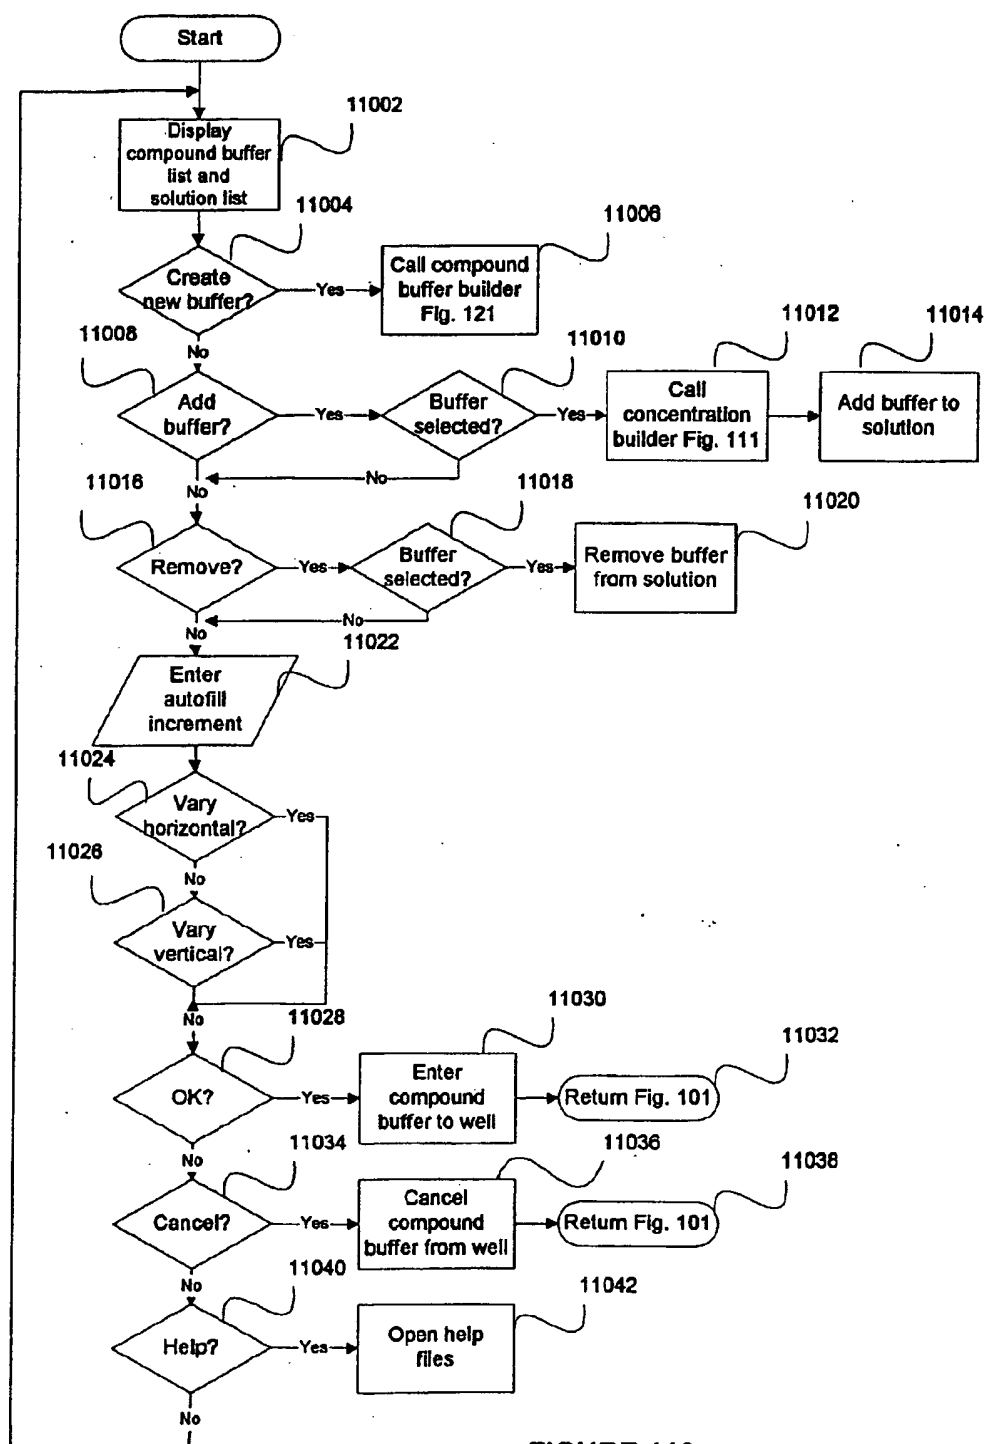 Start
11002
Display
compound buffer
list and
solution list
11004
11006
Create
new buffer?
Yes
Call compound
buffer builder
Fig. 121
No
11008
11010
11012
11014
Add
buffer?
Yes
Buffer
selected?
Yes
Call
concentration
builder Fig. 111
Add buffer to
solution
No
No
11016
11018
11020
Remove?
Yes
Buffer
selected?
Yes
Remove buffer
from solution
No
No
11022
Enter
autofill
increment
11024
Vary
horizontal?
Yes
No
11026
Vary
vertical?
Yes
No
11028
11030
11032
OK?
Yes
Enter
compound
buffer to well
Return Fig. 101
No
11034
11036
11038
Cancel?
Yes
Cancel
compound
buffer from well
Return Fig. 101
No
11040
11042
Help?
Yes
Open help
files
No